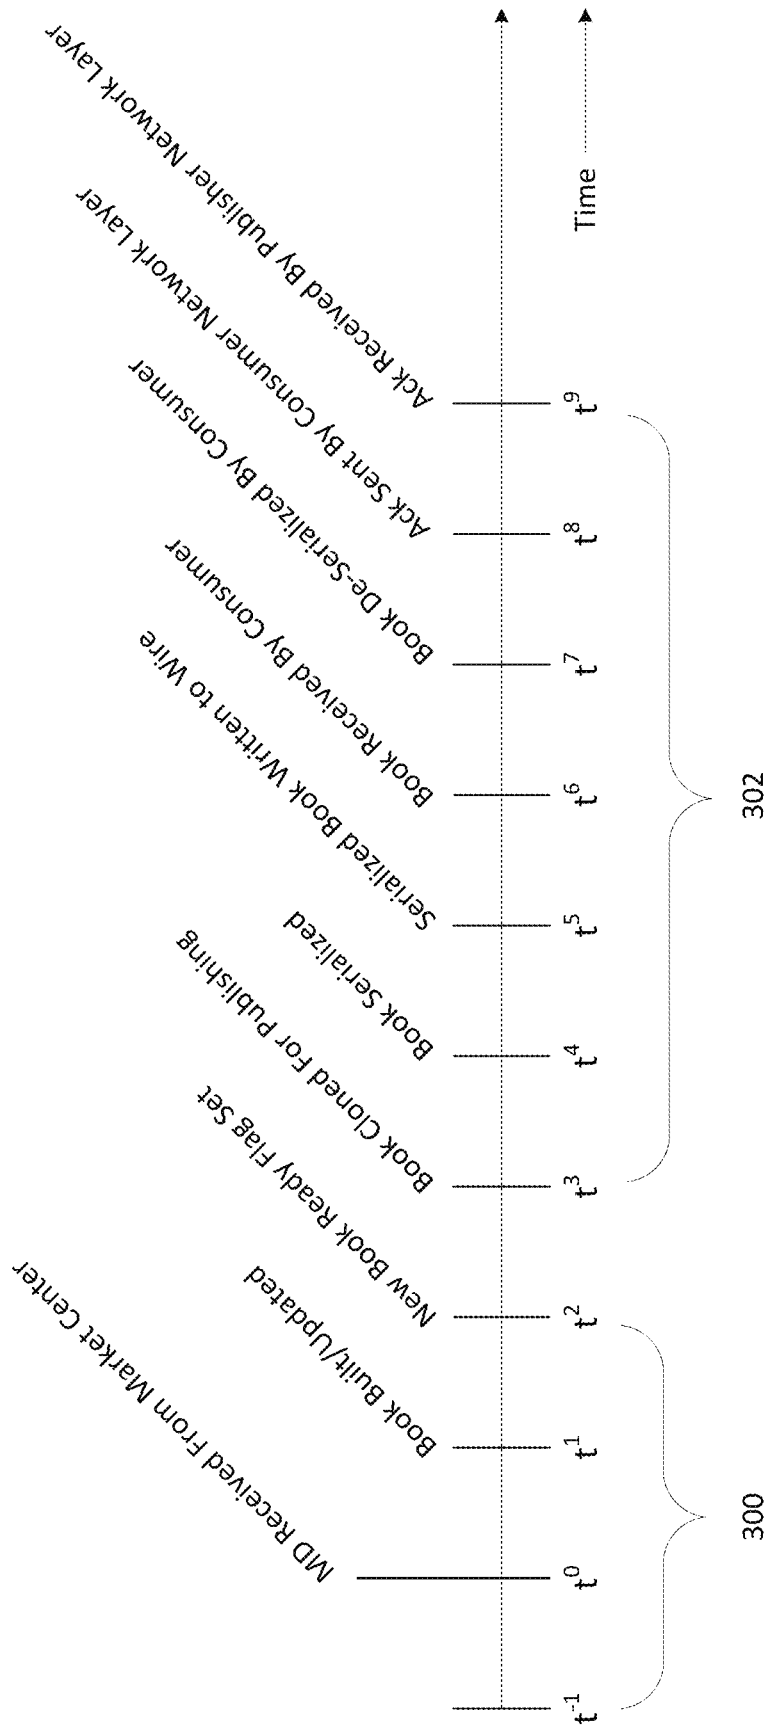 MD Received From Market Center
Book Built/Updated
New Book Ready Flag Set
Book Cloned For Publishing
Book Serialized
Serialized Book Written to Wire
Book Received By Consumer
Book De-Serialized By Consumer
Ack Sent By Consumer Network Layer
Ack Received By Publisher Network Layer
t-1
t0
t1
t2
t3
t4
t5
t6
t7
t8
t9
Time
300
302